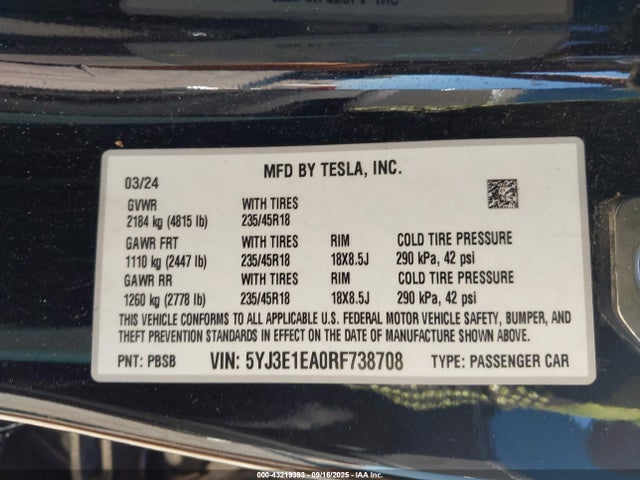 MFD BY TESLA, INC.
03/24
GVWR WITH TIRES
2184 kg (4815 lb) 235/45R18
GAWR FRT WITH TIRES RIM COLD TIRE PRESSURE
1110 kg (2447 lb) 235/45R18 18X8.5J 290 kPa, 42 psi
GAWR RR WITH TIRES RIM COLD TIRE PRESSURE
1260 kg (2778 lb) 235/45R18 18X8.5J 290 kPa, 42 psi
THIS VEHICLE CONFORMS TO ALL APPLICABLE U.S. FEDERAL MOTOR VEHICLE SAFETY, BUMPER, AND
THEFT PREVENTION STANDARDS IN EFFECT ON THE DATE OF MANUFACTURE SHOWN ABOVE.
PNT: PBSB VIN: 5YJ3E1EA0RF738708 TYPE: PASSENGER CAR
000-43219393 - 09/16/2025 - IAA Inc.